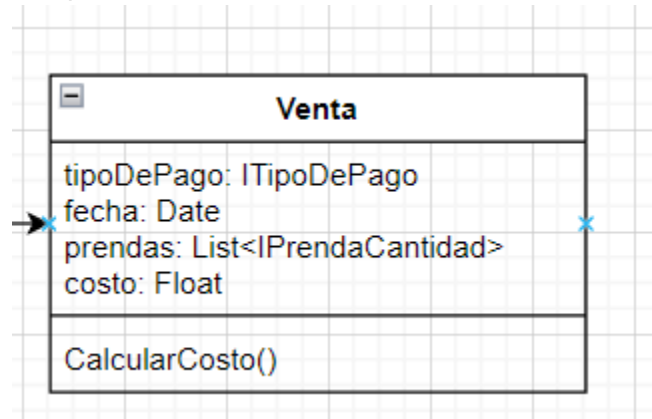 Venta
tipoDePago: ITipoDePago
fecha: Date
prendas: List<IPrendaCantidad>
costo: Float
CalcularCosto()